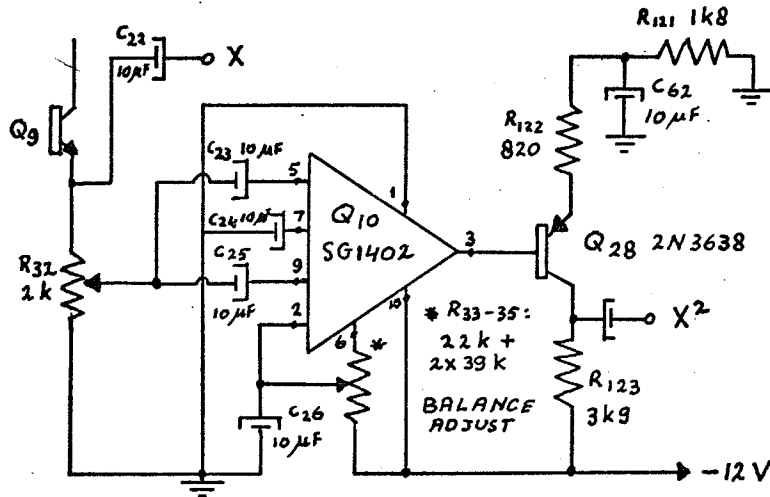 C22
10µF
X
R121 1k8
C62
10µF
Q9
R122
820
C23 10µF
5
1
C24 10µF
7
Q10
SG1402
3
Q28 2N3638
C25
10µF
9
R32
2k
2
6
10
*
* R33-35:
22k +
2x39k
X²
C26
10µF
BALANCE
ADJUST
R123
3k9
-12V